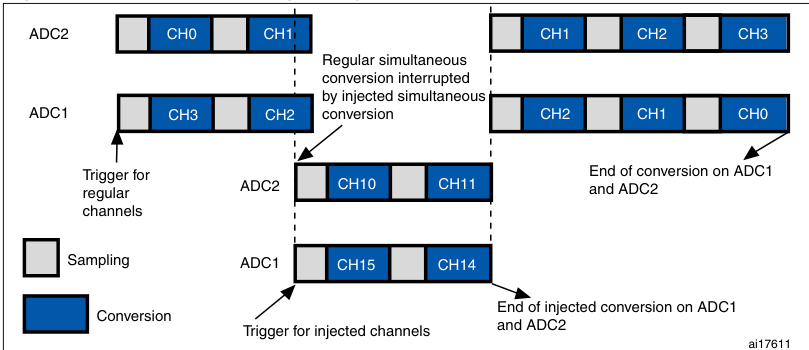 ADC2
CH0
CH1
CH1
CH2
CH3
Regular simultaneous
conversion interrupted
by injected simultaneous
conversion
ADC1
CH3
CH2
CH2
CH1
CH0
Trigger for
regular
channels
End of conversion on ADC1
and ADC2
ADC2
CH10
CH11
Sampling
ADC1
CH15
CH14
Conversion
Trigger for injected channels
End of injected conversion on ADC1
and ADC2
ai17611